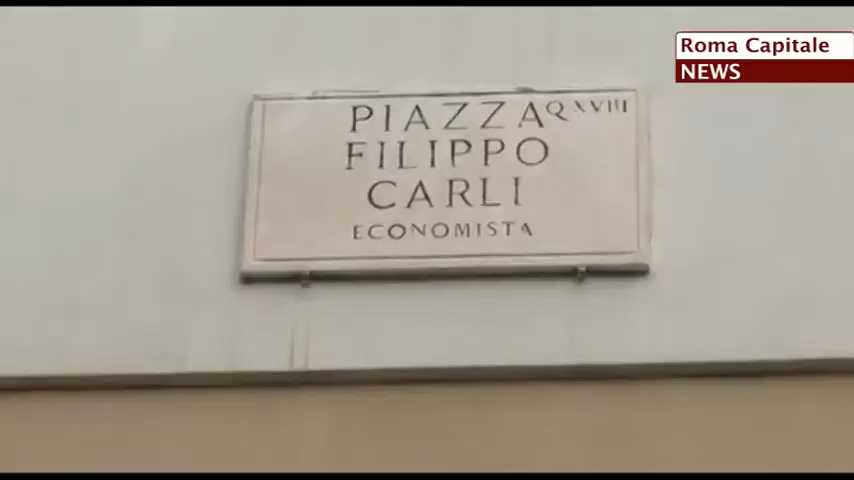 Roma Capitale
NEWS
PIAZZA Q XVIII
FILIPPO
CARLI
ECONOMISTA